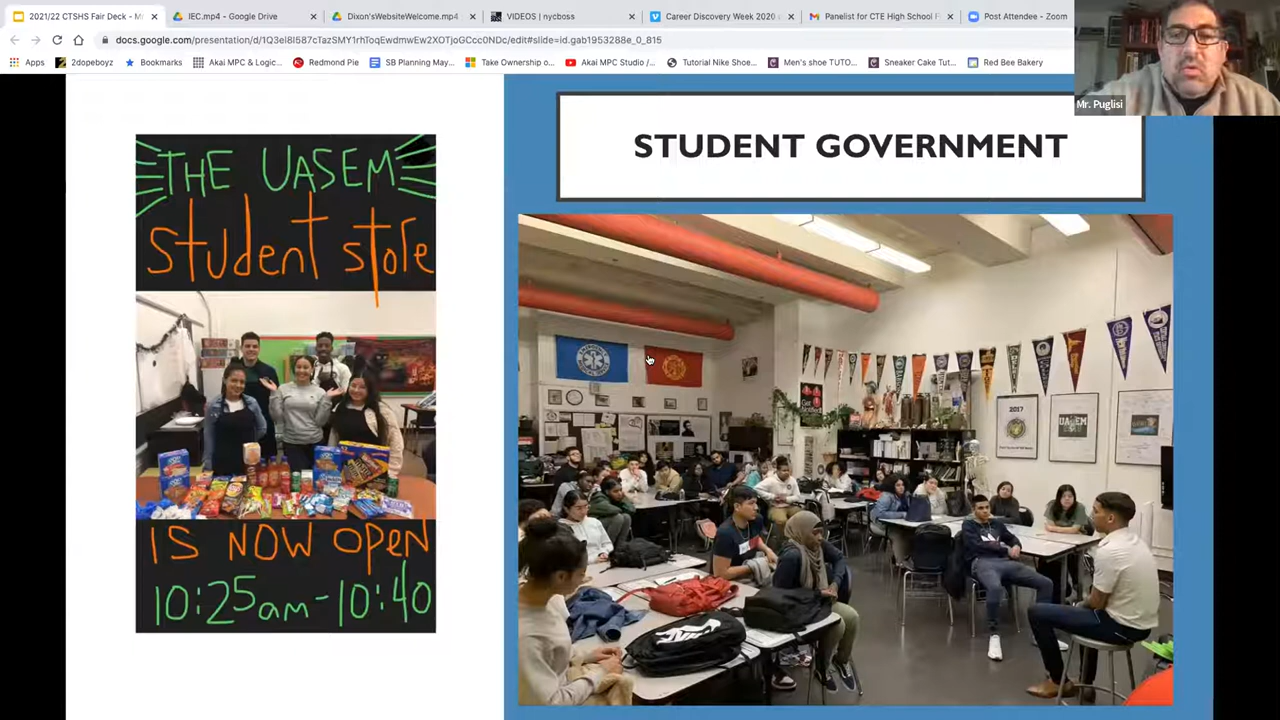 2021/22 CTSHS Fair Deck - M
IEC.mp4 - Google Drive
Dixon'sWebsiteWelcome.mp4
VIDEOS | nycboss
Career Discovery Week 2020
Panelist for CTE High School F
Post Attendee - Zoom
docs.google.com/presentation/d/1Q3el8I587cTazSMY1rhToqEwdmwEw2XOTjoGCcc0NDc/edit#slide=id.gab1953288e_0_815
Apps
2dopeboyz
Bookmarks
Akai MPC & Logic...
Redmond Pie
SB Planning May...
Take Ownership o...
Akai MPC Studio /...
Tutorial Nike Shoe...
Men's shoe TUTO...
Sneaker Cake Tut...
Red Bee Bakery
Mr. Puglisi
THE UASEM
student store
IS NOW OPEN
10:25am-10:40
STUDENT GOVERNMENT
2017
UASEM